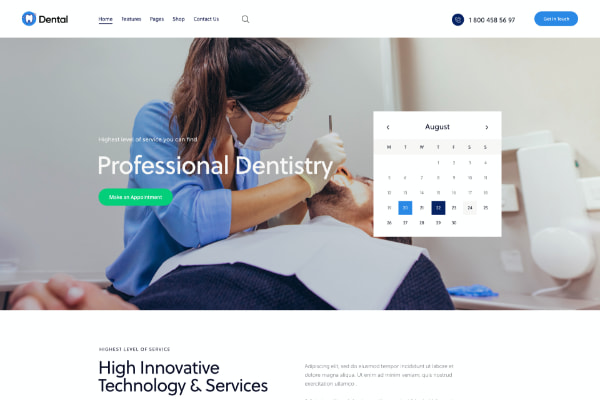 Dental
Home Features Pages Shop Contact Us
1 800 458 56 97
Get In Touch
Highest level of service you can find
Professional Dentistry
Make an Appointment
August
M T W T F S S
1 2 3 4
5 6 7 8 9 10 11
12 13 14 15 16 17 18
19 20 21 22 23 24 25
26 27 28 29 30
HIGHEST LEVEL OF SERVICE
High Innovative
Technology & Services
Adipiscing elit, sed do eiusmod tempor incididunt ut labore et
dolore magna aliqua. Ut enim ad minim veniam, quis nostrud
exercitation ullamco .